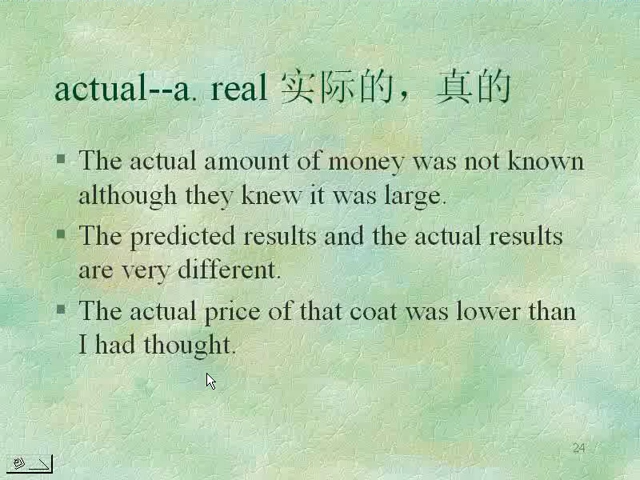 actual--a. real 实际的，真的
▪ The actual amount of money was not known
although they knew it was large.
▪ The predicted results and the actual results
are very different.
▪ The actual price of that coat was lower than
I had thought.
24